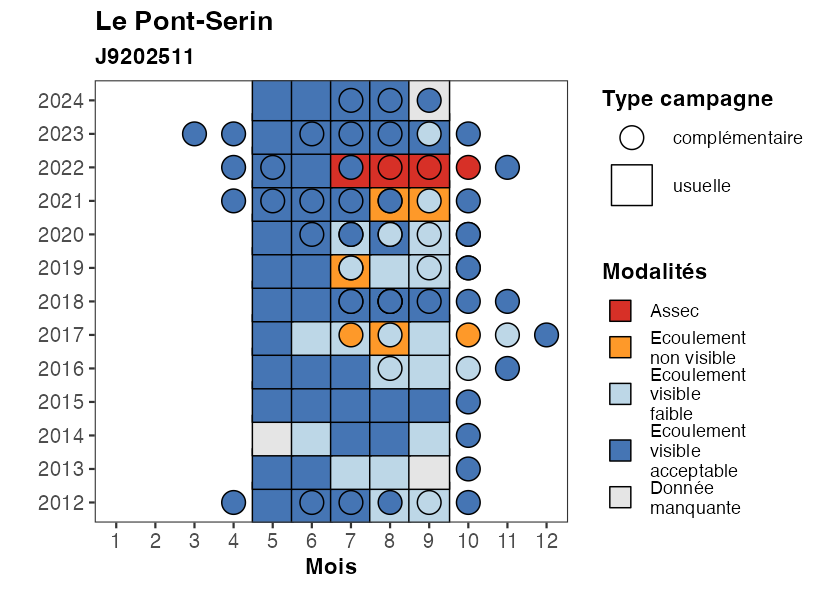 Le Pont-Serin
J9202511
2024
2023
2022
2021
2020
2019
2018
2017
2016
2015
2014
2013
2012
1 2 3 4 5 6 7 8 9 10 11 12
Mois
Type campagne
complémentaire
usuelle
Modalités
Assec
Ecoulement
non visible
Ecoulement
visible
faible
Ecoulement
visible
acceptable
Donnée
manquante